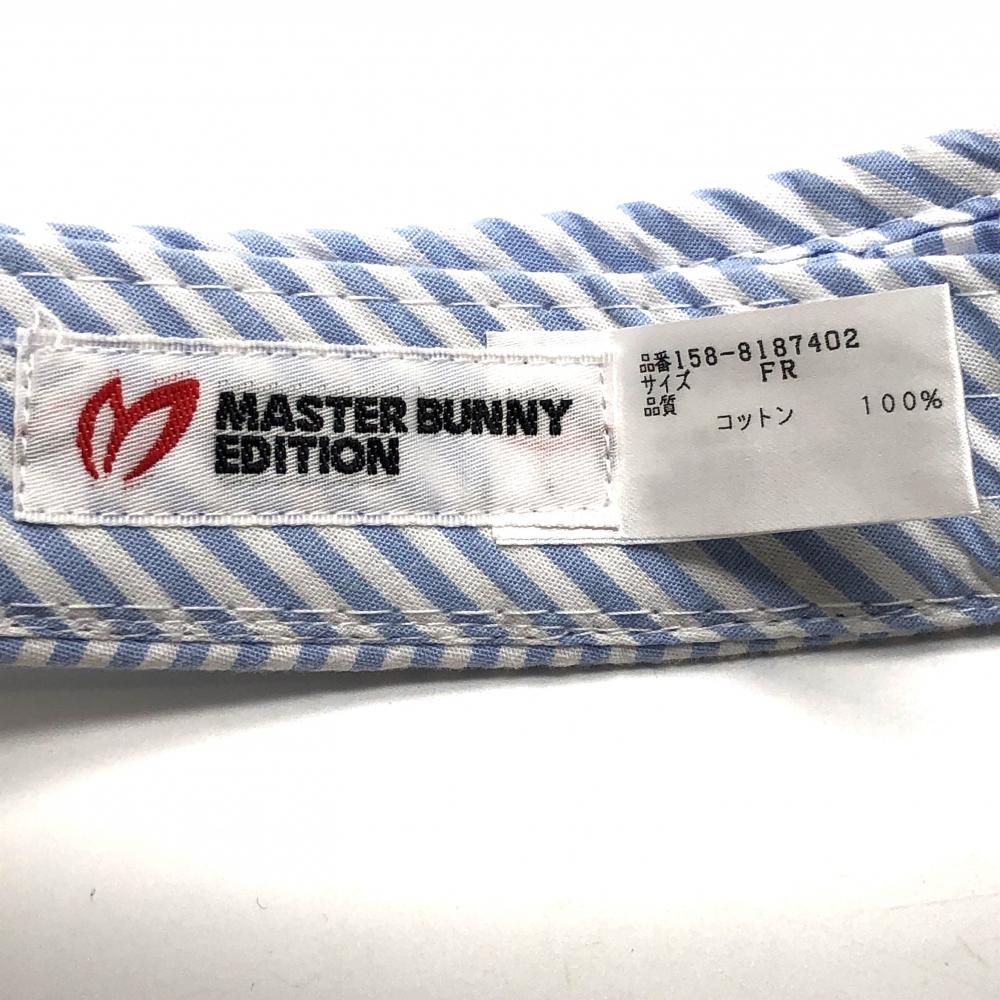 MASTER BUNNY
EDITION
品番158-8187402
サイズ FR
品質
コットン 100%